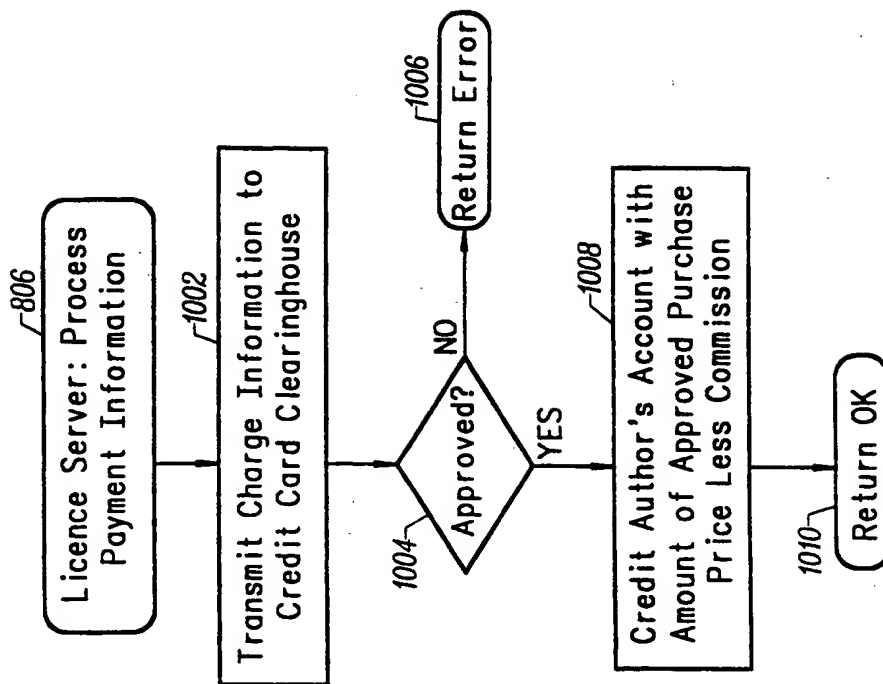 806
Licence Server: Process
Payment Information
1002
Transmit Charge Information to
Credit Card Clearinghouse
1004
Approved?
NO
1006
Return Error
YES
1008
Credit Author's Account with
Amount of Approved Purchase
Price Less Commission
1010
Return OK